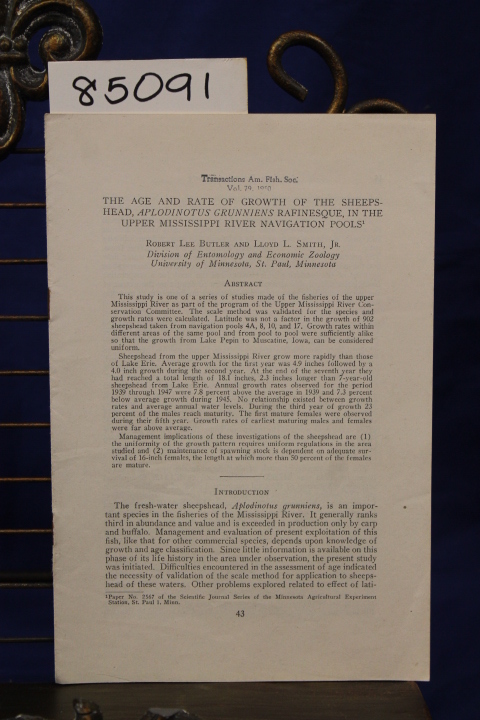 85091
Transactions Am. Fish. Soc.
Vol. 79, 1950
THE AGE AND RATE OF GROWTH OF THE SHEEPS-
HEAD, APLODINOTUS GRUNNIENS RAFINESQUE, IN THE
UPPER MISSISSIPPI RIVER NAVIGATION POOLS¹
ROBERT LEE BUTLER AND LLOYD L. SMITH, JR.
Division of Entomology and Economic Zoology
University of Minnesota, St. Paul, Minnesota
ABSTRACT
This study is one of a series of studies made of the fisheries of the upper
Mississippi River as part of the program of the Upper Mississippi River Con-
servation Committee. The scale method was validated for the species and
growth rates were calculated. Latitude was not a factor in the growth of 902
sheepshead taken from navigation pools 4A, 8, 10, and 17. Growth rates within
different areas of the same pool and from pool to pool were sufficiently alike
so that the growth from Lake Pepin to Muscatine, Iowa, can be considered
uniform.
Sheepshead from the upper Mississippi River grow more rapidly than those
of Lake Erie. Average growth for the first year was 4.9 inches followed by a
4.0 inch growth during the second year. At the end of the seventh year they
had reached a total length of 18.1 inches, 2.3 inches longer than 7-year-old
sheepshead from Lake Erie. Annual growth rates observed for the period
1939 through 1947 were 7.8 percent above the average in 1939 and 7.3 percent
below average growth during 1945. No relationship existed between growth
rates and average annual water levels. During the third year of growth 23
percent of the males reach maturity. The first mature females were observed
during their fifth year. Growth rates of earliest maturing males and females
were far above average.
Management implications of these investigations of the sheepshead are (1)
the uniformity of the growth pattern requires uniform regulations in the area
studied and (2) maintenance of spawning stock is dependent on adequate sur-
vival of 16-inch females, the length at which more than 50 percent of the females
are mature.
INTRODUCTION
The fresh-water sheepshead, Aplodinotus grunniens, is an impor-
tant species in the fisheries of the Mississippi River. It generally ranks
third in abundance and value and is exceeded in production only by carp
and buffalo. Management and evaluation of present exploitation of this
fish, like that for other commercial species, depends upon knowledge of
growth and age classification. Since little information is available on this
phase of its life history in the area under observation, the present study
was initiated. Difficulties encountered in the assessment of age indicated
the necessity of validation of the scale method for application to sheeps-
head of these waters. Other problems explored related to effect of lati-
¹Paper No. 2567 of the Scientific Journal Series of the Minnesota Agricultural Experiment
Station, St. Paul 1, Minn.
43